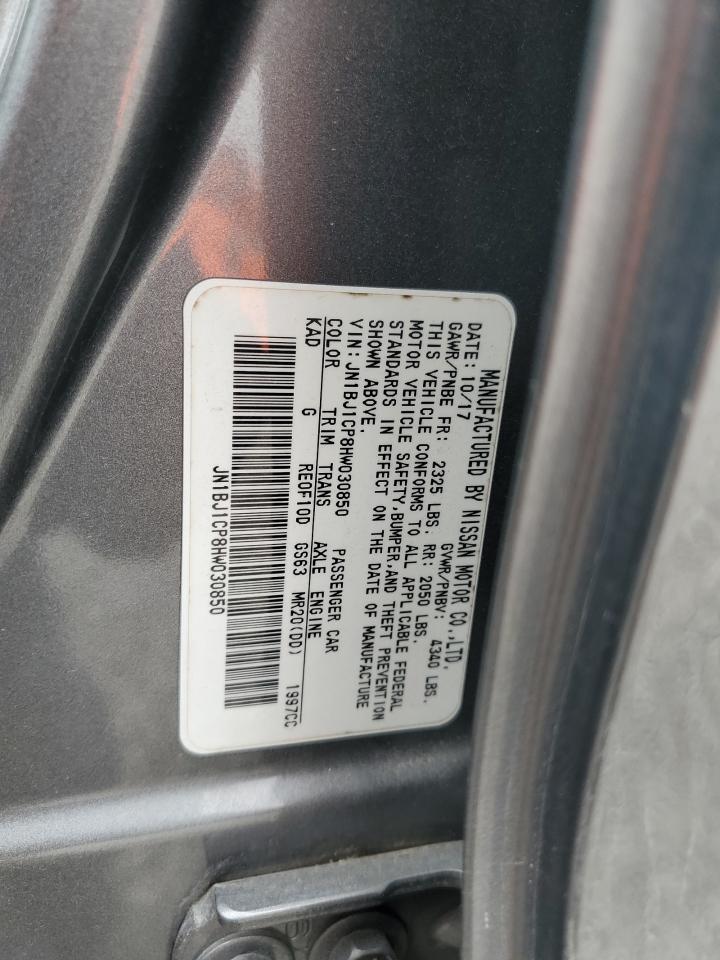 MANUFACTURED BY NISSAN MOTOR CO.,LTD.
DATE: 10/17 GVWR/PNBV: 4340 LBS.
GAWR/PNBE FR: 2325 LBS. RR: 2050 LBS.
THIS VEHICLE CONFORMS TO ALL APPLICABLE FEDERAL
MOTOR VEHICLE SAFETY,BUMPER,AND THEFT PREVENTION
STANDARDS IN EFFECT ON THE DATE OF MANUFACTURE
SHOWN ABOVE.
VIN:JN1BJ1CP8HW030850 PASSENGER CAR
COLOR TRIM TRANS AXLE ENGINE
KAD G RE0F10D GS63 MR20(DD) 1997CC
JN1BJ1CP8HW030850